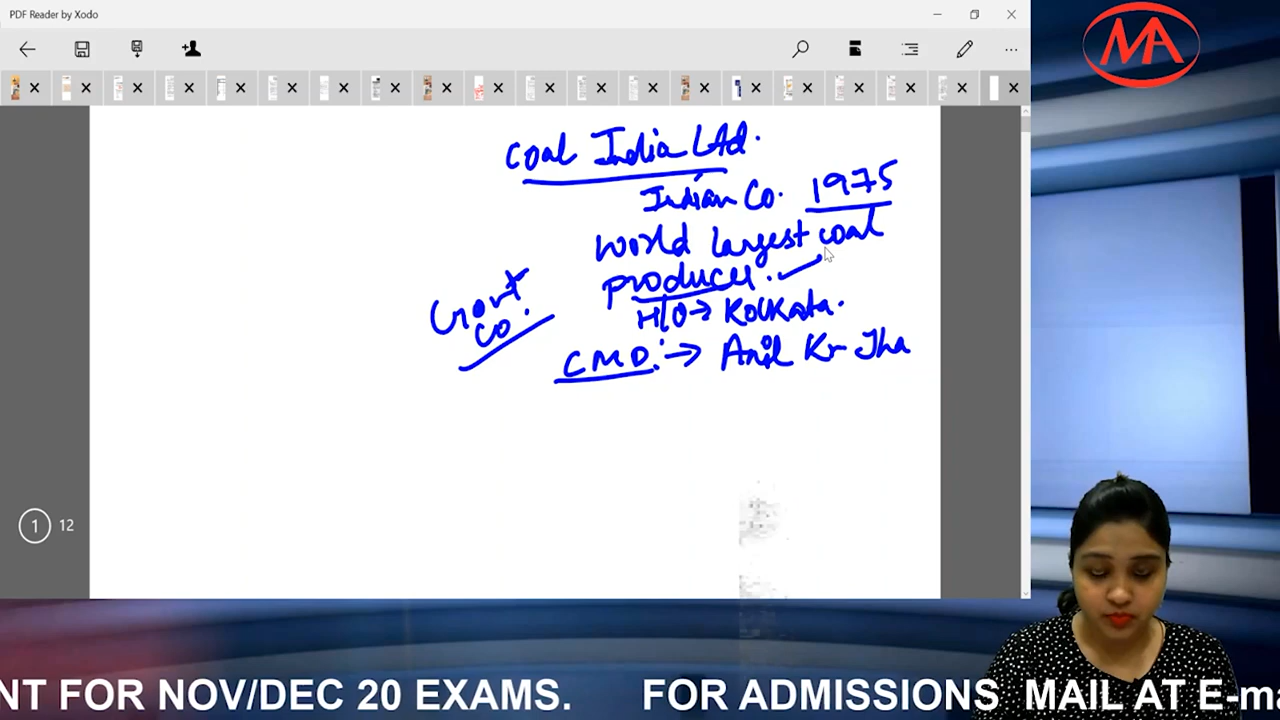 PDF Reader by Xodo
MA
Coal India Ltd.
Indian Co. 1975
World largest coal
producer.
Govt
Co.
H/O → Kolkata.
CMD. → Anil Kr Jha
1 12
NT FOR NOV/DEC 20 EXAMS. FOR ADMISSIONS MAIL AT E-ma